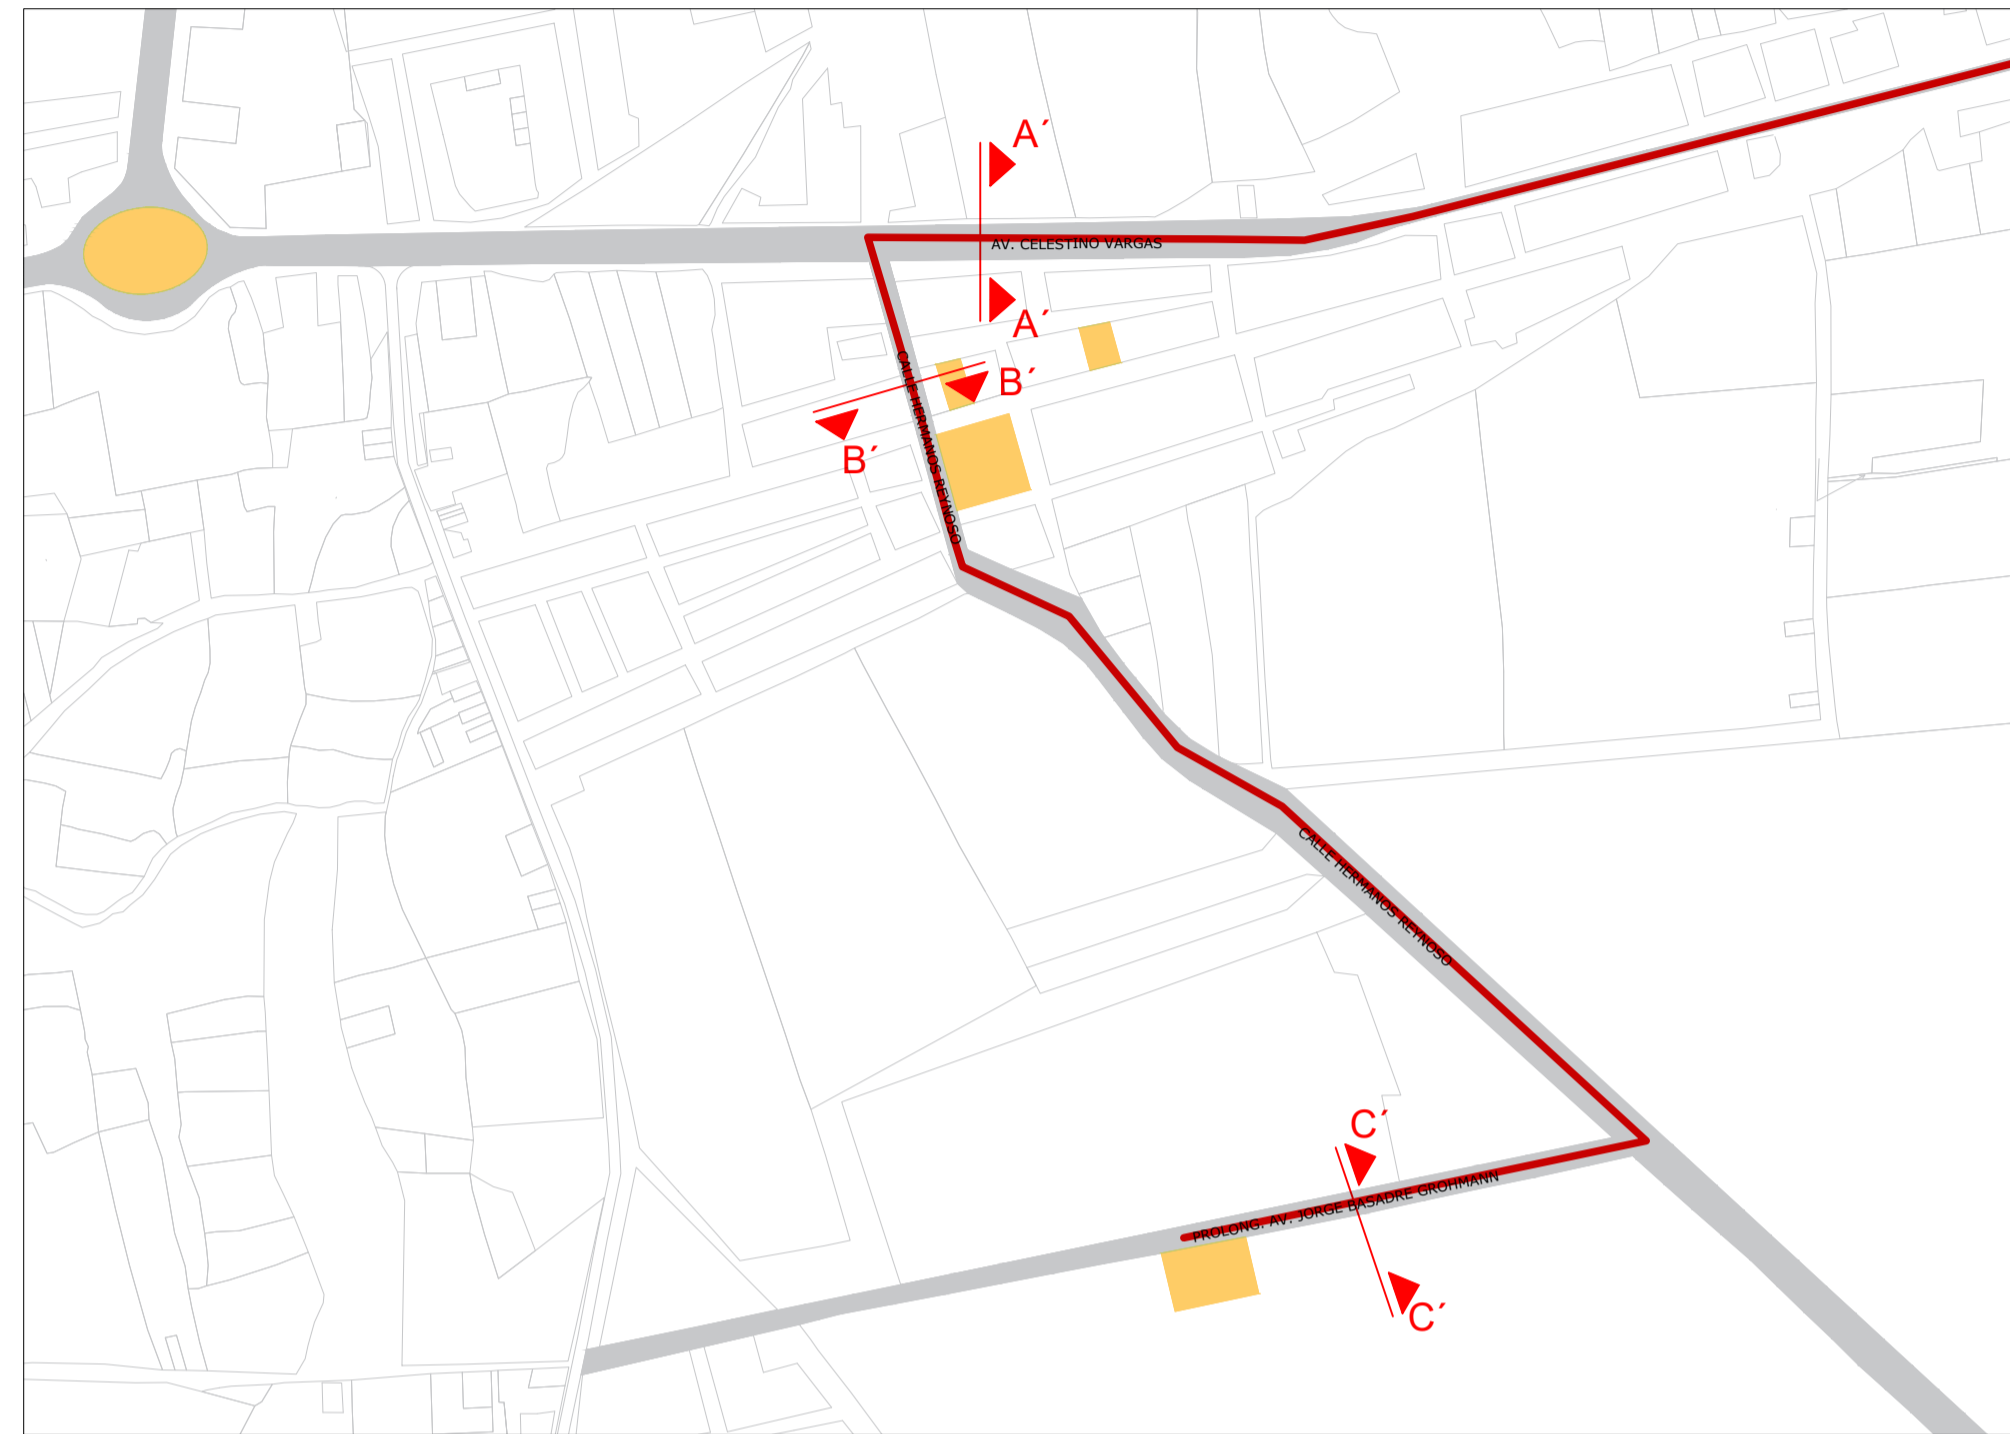 A´
AV. CELESTINO VARGAS
A´
CALLE HERMANOS REYNOSO
B´
B´
CALLE HERMANOS REYNOSO
C´
PROLONG. AV. JORGE BASADRE GROHMANN
C´